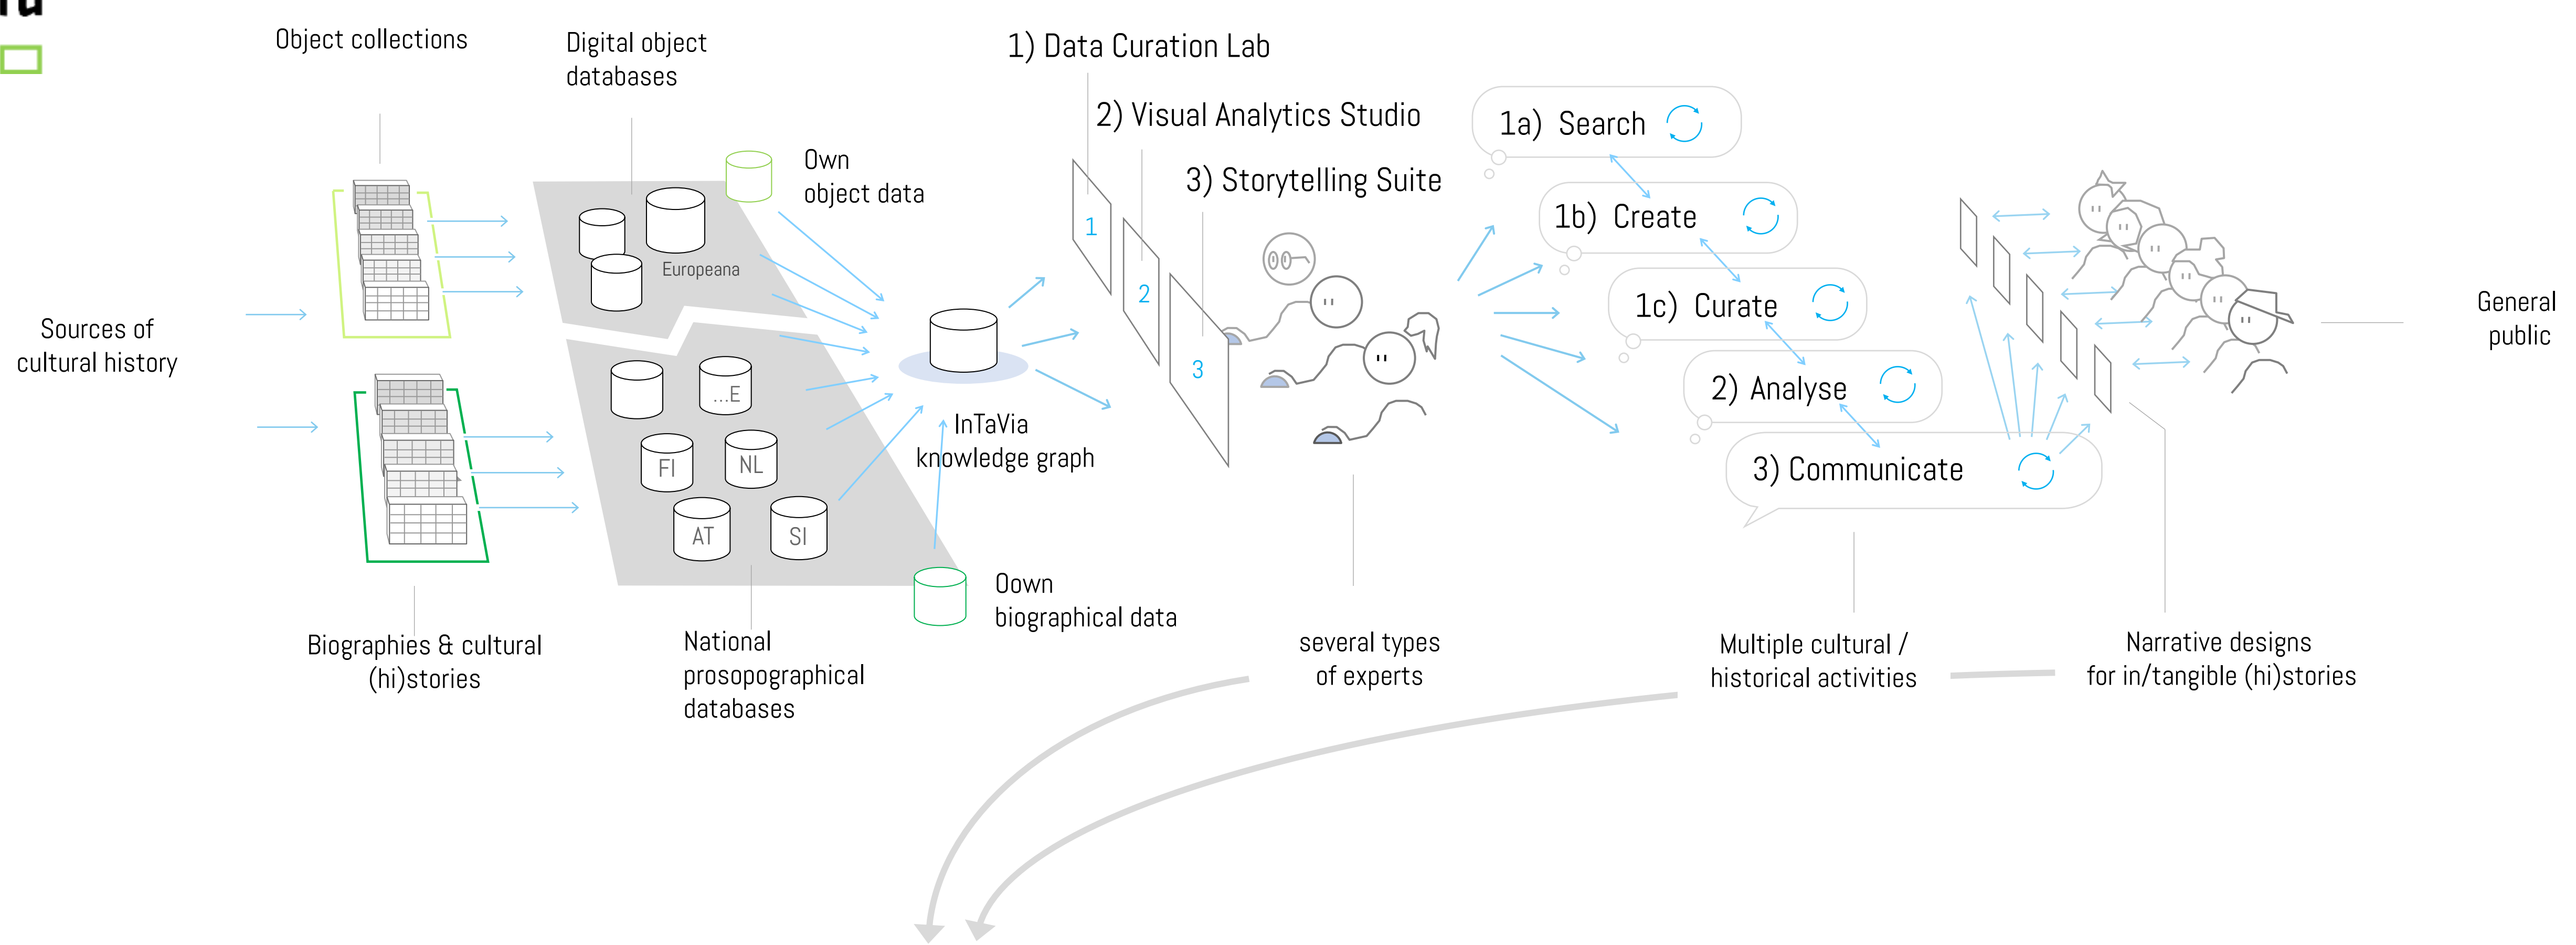 Object collections
Digital object
databases
1) Data Curation Lab
2) Visual Analytics Studio
3) Storytelling Suite
Own
object data
Europeana
1
2
3
1a) Search
1b) Create
1c) Curate
2) Analyse
3) Communicate
Sources of
cultural history
General
public
...E
FI
NL
AT
SI
InTaVia
knowledge graph
Oown
biographical data
Biographies & cultural
(hi)stories
National
prosopographical
databases
several types
of experts
Multiple cultural /
historical activities
Narrative designs
for in/tangible (hi)stories